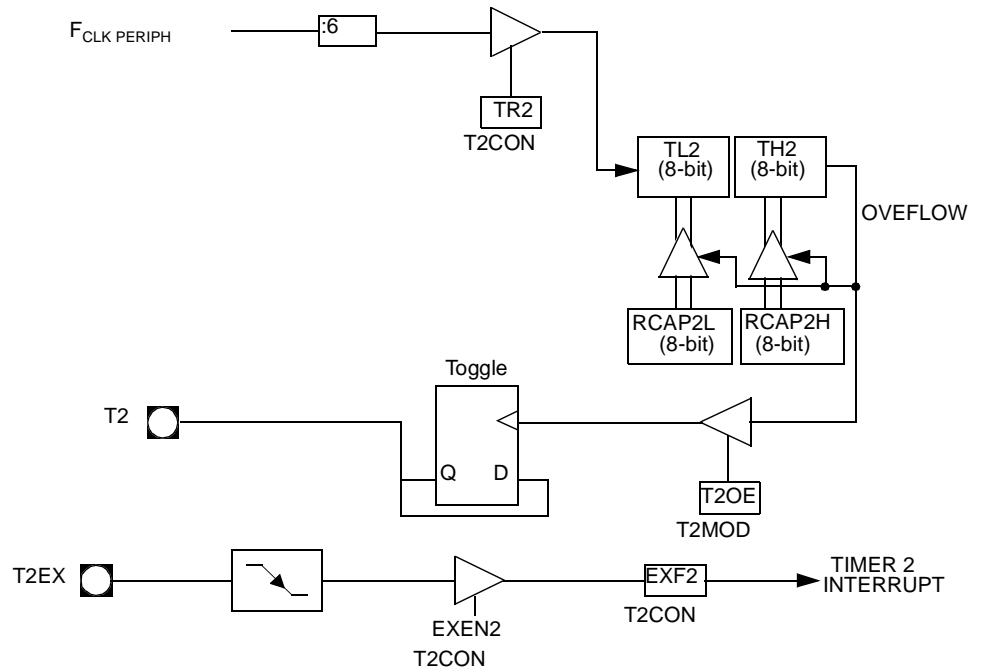 FCLK PERIPH
:6
TR2
T2CON
TL2
(8-bit)
TH2
(8-bit)
OVEFLOW
RCAP2L
(8-bit)
RCAP2H
(8-bit)
Toggle
T2
Q
D
T2OE
T2MOD
T2EX
EXEN2
T2CON
EXF2
T2CON
TIMER 2
INTERRUPT